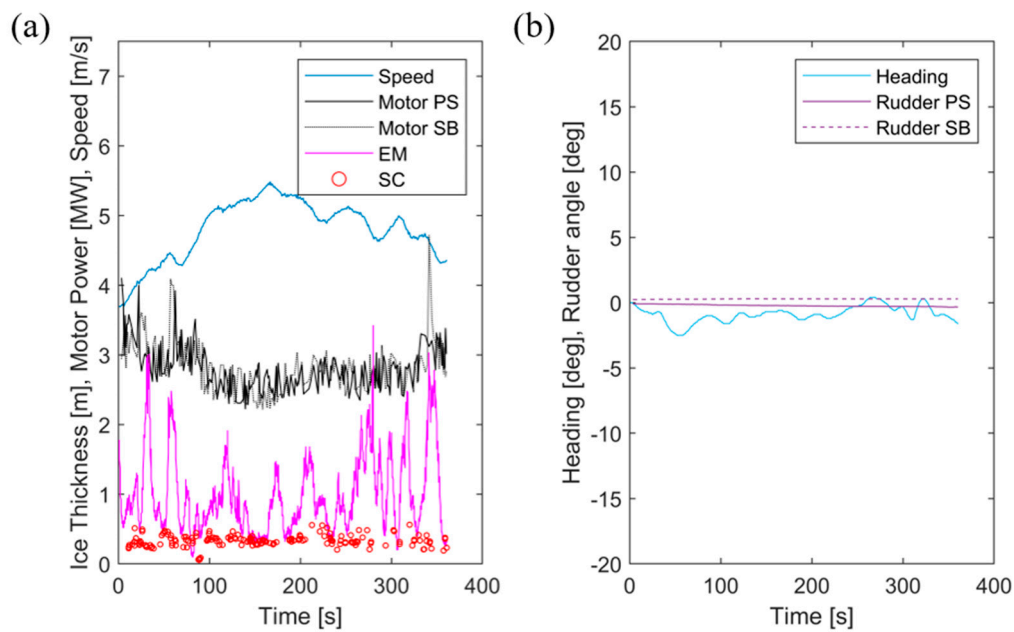 (a)
Ice Thickness [m], Motor Power [MW], Speed [m/s]
7
6
5
4
3
2
1
0
0
100
200
300
400
Time [s]
Speed
Motor PS
Motor SB
EM
SC
(b)
Heading [deg], Rudder angle [deg]
20
15
10
5
0
-5
-10
-15
-20
0
100
200
300
400
Time [s]
Heading
Rudder PS
Rudder SB